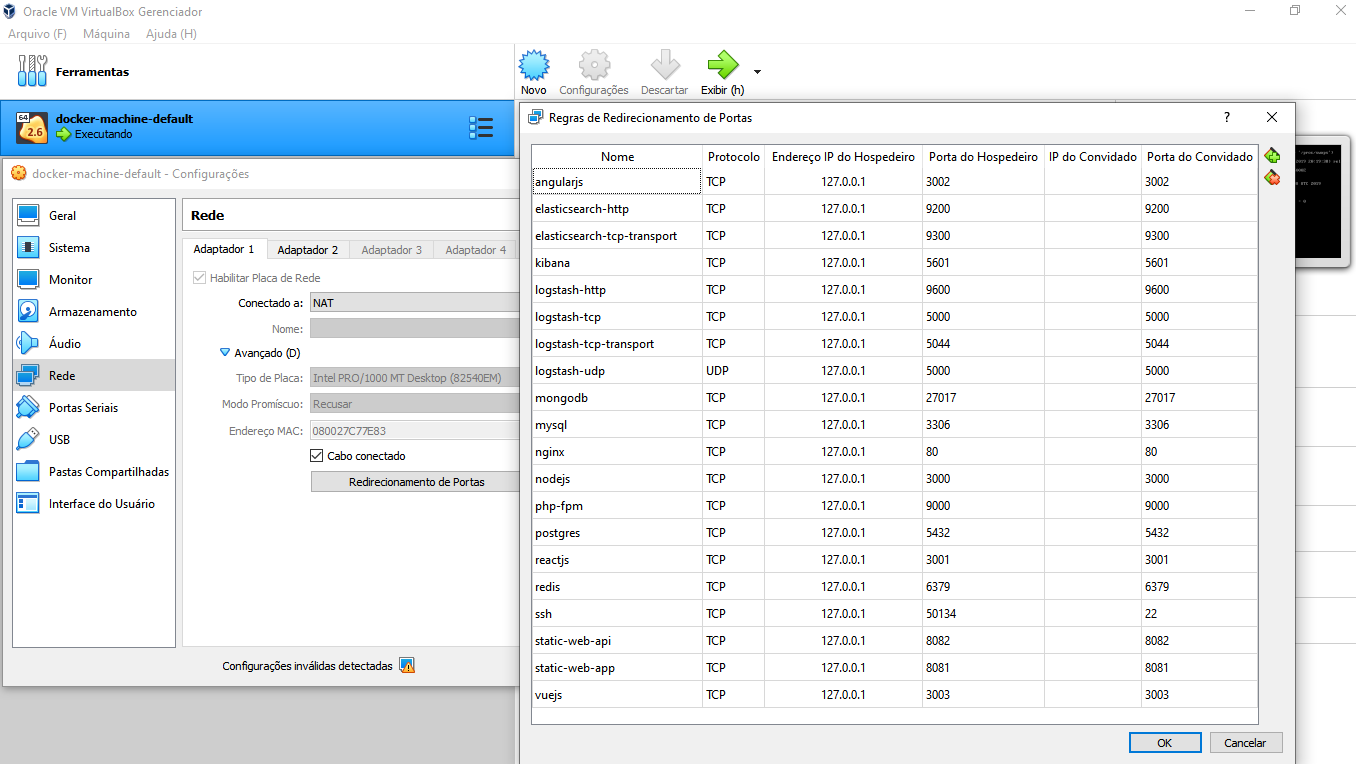 Oracle VM VirtualBox Gerenciador
Arquivo (F) Máquina Ajuda (H)
Ferramentas
Novo Configurações Descartar Exibir (h)
64 2.6 docker-machine-default
Executando
docker-machine-default - Configurações
Geral
Sistema
Monitor
Armazenamento
Áudio
Rede
Portas Seriais
USB
Pastas Compartilhadas
Interface do Usuário
Rede
Adaptador 1 Adaptador 2 Adaptador 3 Adaptador 4
Habilitar Placa de Rede
Conectado a: NAT
Nome:
Avançado (D)
Tipo de Placa: Intel PRO/1000 MT Desktop (82540EM)
Modo Promíscuo: Recusar
Endereço MAC: 080027C77E83
Cabo conectado
Redirecionamento de Portas
Configurações inválidas detectadas
Regras de Redirecionamento de Portas ?
Nome Protocolo Endereço IP do Hospedeiro Porta do Hospedeiro IP do Convidado Porta do Convidado
angularjs TCP 127.0.0.1 3002 3002
elasticsearch-http TCP 127.0.0.1 9200 9200
elasticsearch-tcp-transport TCP 127.0.0.1 9300 9300
kibana TCP 127.0.0.1 5601 5601
logstash-http TCP 127.0.0.1 9600 9600
logstash-tcp TCP 127.0.0.1 5000 5000
logstash-tcp-transport TCP 127.0.0.1 5044 5044
logstash-udp UDP 127.0.0.1 5000 5000
mongodb TCP 127.0.0.1 27017 27017
mysql TCP 127.0.0.1 3306 3306
nginx TCP 127.0.0.1 80 80
nodejs TCP 127.0.0.1 3000 3000
php-fpm TCP 127.0.0.1 9000 9000
postgres TCP 127.0.0.1 5432 5432
reactjs TCP 127.0.0.1 3001 3001
redis TCP 127.0.0.1 6379 6379
ssh TCP 127.0.0.1 50134 22
static-web-api TCP 127.0.0.1 8082 8082
static-web-app TCP 127.0.0.1 8081 8081
vuejs TCP 127.0.0.1 3003 3003
OK Cancelar